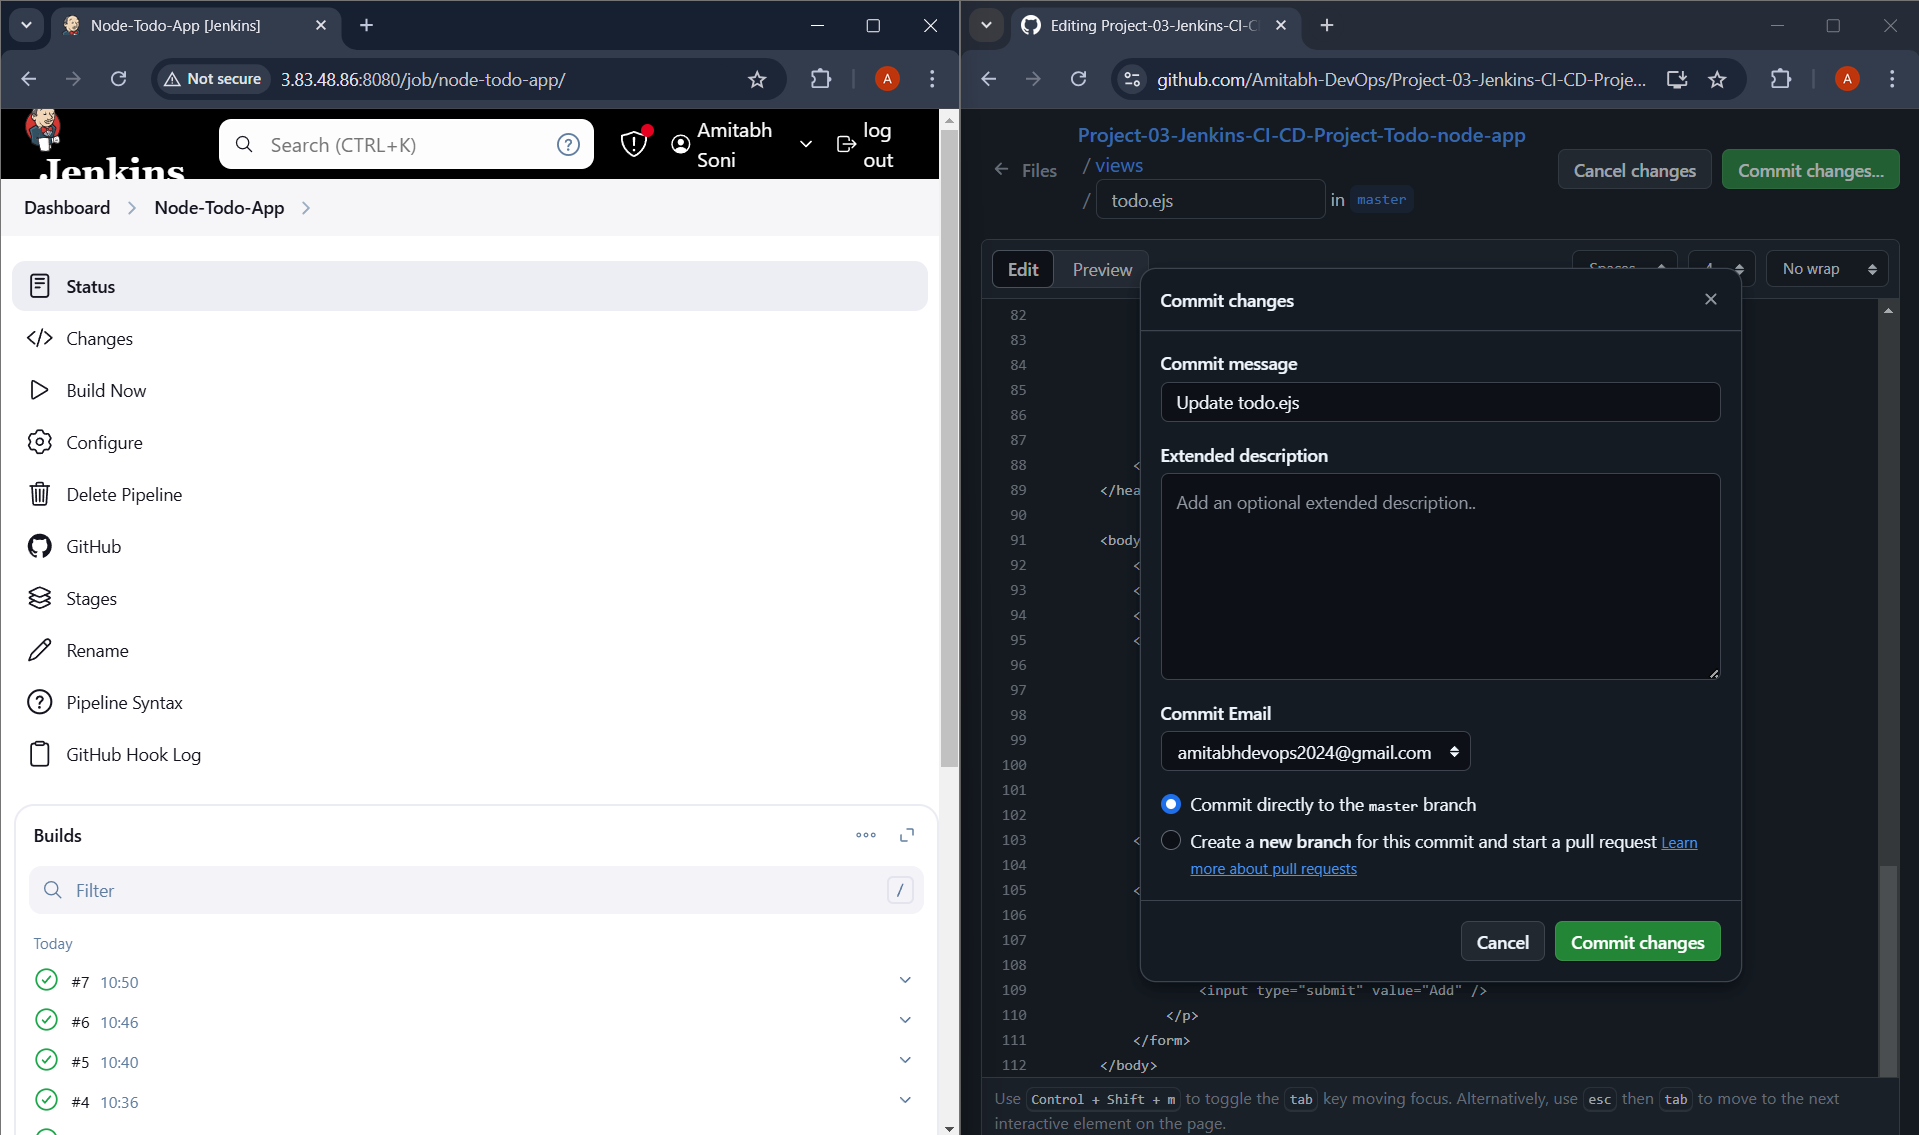 Node-Todo-App [Jenkins]
Not secure 3.83.48.86:8080/job/node-todo-app/
A
Jenkins
Search (CTRL+K)
Amitabh Soni
log out
Dashboard
Node-Todo-App
Status
Changes
Build Now
Configure
Delete Pipeline
GitHub
Stages
Rename
Pipeline Syntax
GitHub Hook Log
Builds
Filter /
Today
#7 10:50
#6 10:46
#5 10:40
#4 10:36
Editing Project-03-Jenkins-CI-C
github.com/Amitabh-DevOps/Project-03-Jenkins-CI-CD-Proje...
A
Files
Project-03-Jenkins-CI-CD-Project-Todo-node-app
/ views
/ todo.ejs in master
Cancel changes
Commit changes...
Edit
Preview
Spaces
4
No wrap
82
83
84
85
86
87
88 <
89 </hea
90
91 <body
92 <
93 <
94 <
95 <
96
97
98
99
100
101
102
103 <
104
105 <
106
107
108
109 <input type="submit" value="Add" />
110 </p>
111 </form>
112 </body>
Commit changes
Commit message
Update todo.ejs
Extended description
Add an optional extended description..
Commit Email
amitabhdevops2024@gmail.com
Commit directly to the master branch
Create a new branch for this commit and start a pull request Learn
more about pull requests
Cancel
Commit changes
Use Control + Shift + m to toggle the tab key moving focus. Alternatively, use esc then tab to move to the next
interactive element on the page.